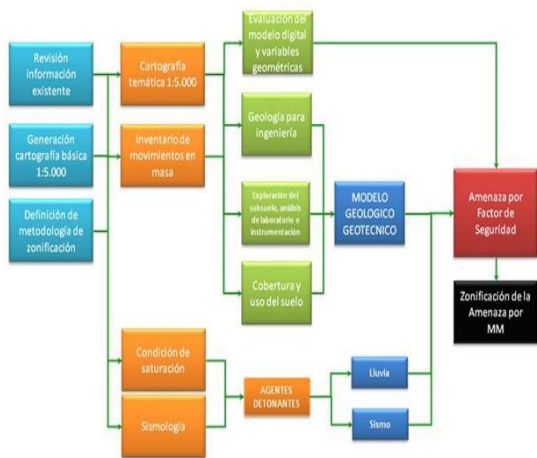 Revisión
información
existente
Generación
cartografía básica
1:5.000
Definición de
metodología de
zonificación
Cartografía
temática 1:5.000
Inventario de
movimientos en
masa
Condición de
saturación
Sismología
Evaluación del
modelo digital
y variables
geométricas
Geología para
ingeniería
Exploración del
subsuelo, análisis
de laboratorio e
instrumentación
Cobertura y
uso del suelo
AGENTES
DETONANTES
MODELO
GEOLOGICO
GEOTECNICO
Lluvia
Sismo
Amenaza por
Factor de
Seguridad
Zonificación de la
Amenaza por
MM